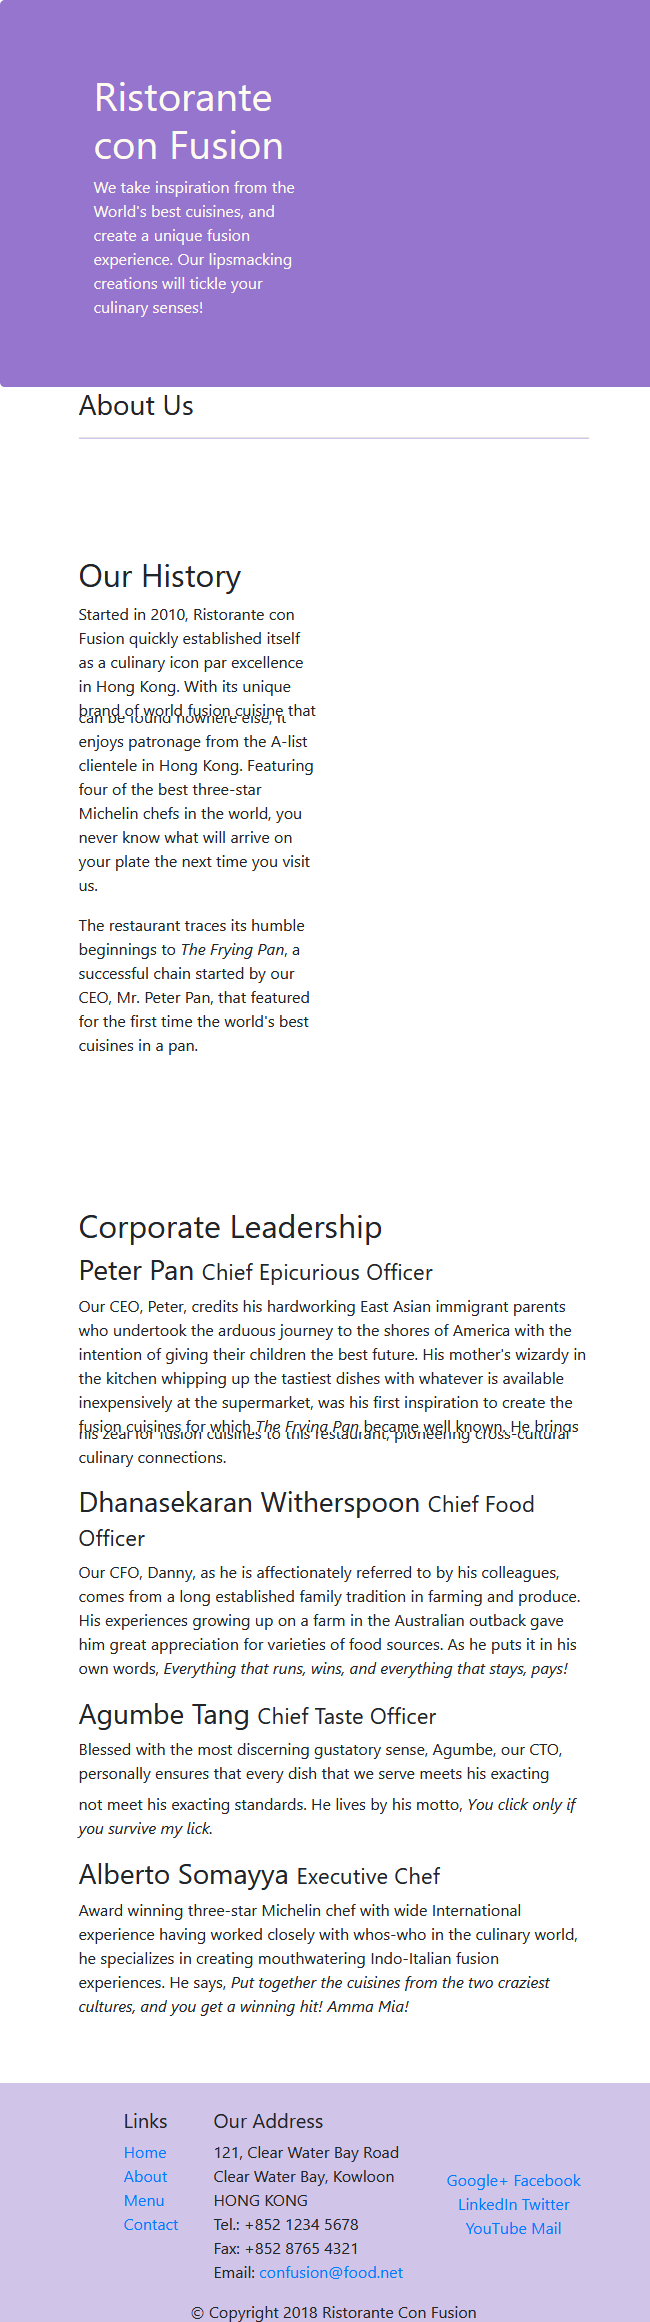 Ristorante
con Fusion
We take inspiration from the
World's best cuisines, and
create a unique fusion
experience. Our lipsmacking
creations will tickle your
culinary senses!
About Us
Our History
Started in 2010, Ristorante con
Fusion quickly established itself
as a culinary icon par excellence
in Hong Kong. With its unique
brand of world fusion cuisine that
can be found nowhere else, it
enjoys patronage from the A-list
clientele in Hong Kong. Featuring
four of the best three-star
Michelin chefs in the world, you
never know what will arrive on
your plate the next time you visit
us.
The restaurant traces its humble
beginnings to The Frying Pan, a
successful chain started by our
CEO, Mr. Peter Pan, that featured
for the first time the world's best
cuisines in a pan.
Corporate Leadership
Peter Pan Chief Epicurious Officer
Our CEO, Peter, credits his hardworking East Asian immigrant parents
who undertook the arduous journey to the shores of America with the
intention of giving their children the best future. His mother's wizardy in
the kitchen whipping up the tastiest dishes with whatever is available
inexpensively at the supermarket, was his first inspiration to create the
fusion cuisines for which The Frying Pan became well known. He brings
his zeal for fusion cuisines to this restaurant, pioneering cross-cultural
culinary connections.
Dhanasekaran Witherspoon Chief Food
Officer
Our CFO, Danny, as he is affectionately referred to by his colleagues,
comes from a long established family tradition in farming and produce.
His experiences growing up on a farm in the Australian outback gave
him great appreciation for varieties of food sources. As he puts it in his
own words, Everything that runs, wins, and everything that stays, pays!
Agumbe Tang Chief Taste Officer
Blessed with the most discerning gustatory sense, Agumbe, our CTO,
personally ensures that every dish that we serve meets his exacting
not meet his exacting standards. He lives by his motto, You click only if
you survive my lick.
Alberto Somayya Executive Chef
Award winning three-star Michelin chef with wide International
experience having worked closely with whos-who in the culinary world,
he specializes in creating mouthwatering Indo-Italian fusion
experiences. He says, Put together the cuisines from the two craziest
cultures, and you get a winning hit! Amma Mia!
Links
Home
About
Menu
Contact
Our Address
121, Clear Water Bay Road
Clear Water Bay, Kowloon
HONG KONG
Tel.: +852 1234 5678
Fax: +852 8765 4321
Email: confusion@food.net
Google+ Facebook
LinkedIn Twitter
YouTube Mail
© Copyright 2018 Ristorante Con Fusion